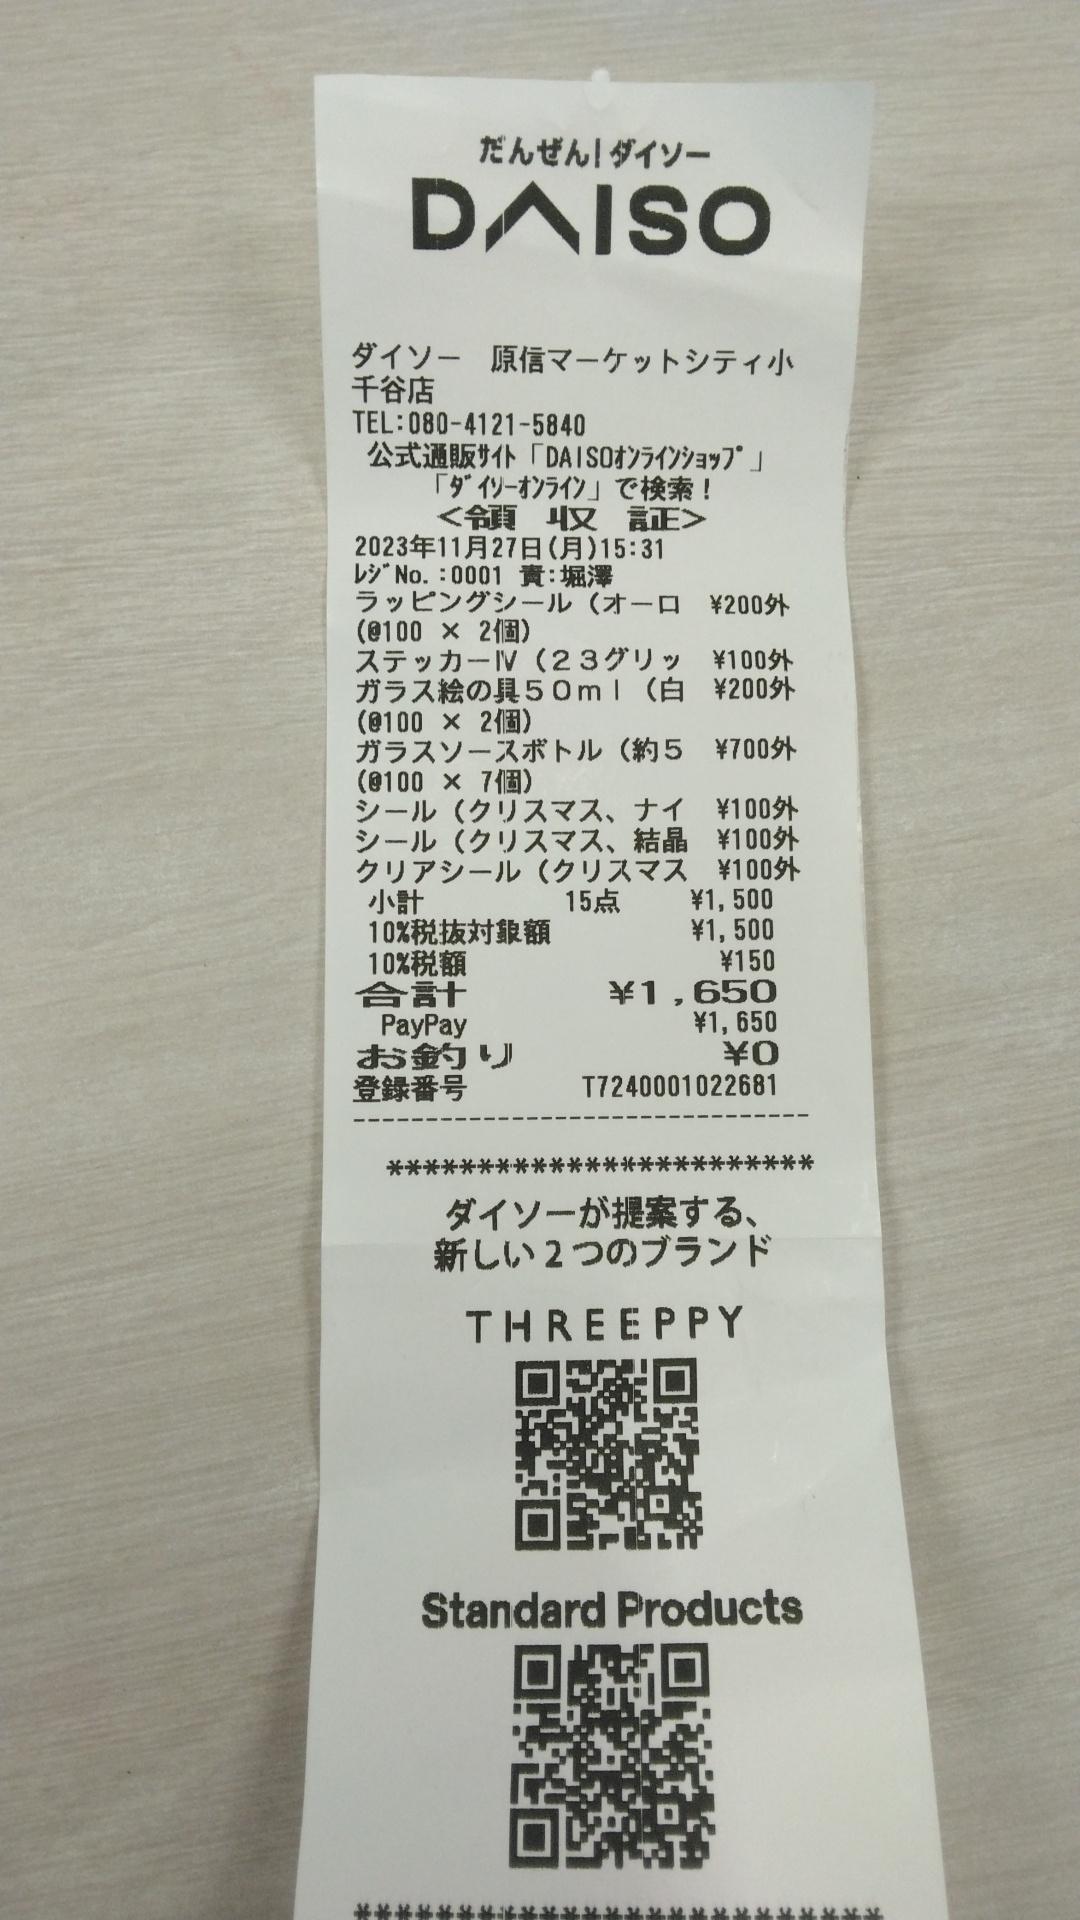 だんぜん!ダイソー
DAISO
ダイソー 原信マーケットシティ小
千谷店
TEL:080-4121-5840
公式通販サイト「DAISOオンラインショップ」
「ダイソーオンライン」で検索!
<領 収 証>
2023年11月27日(月)15:31
レジNo.:0001 責:堀澤
ラッピングシール(オーロ ¥200外
(@100 × 2個)
ステッカーⅣ(23グリッ ¥100外
ガラス絵の具50ml(白 ¥200外
(@100 × 2個)
ガラスソースボトル(約5 ¥700外
(@100 × 7個)
シール(クリスマス、ナイ ¥100外
シール(クリスマス、結晶 ¥100外
クリアシール(クリスマス ¥100外
小計 15点 ¥1,500
10%税抜対象額 ¥1,500
10%税額 ¥150
合計 ¥1,650
PayPay ¥1,650
お釣り ¥0
登録番号 T7240001022681
------------------------------------
************************
ダイソーが提案する、
新しい2つのブランド
THREEPPY
Standard Products
************************